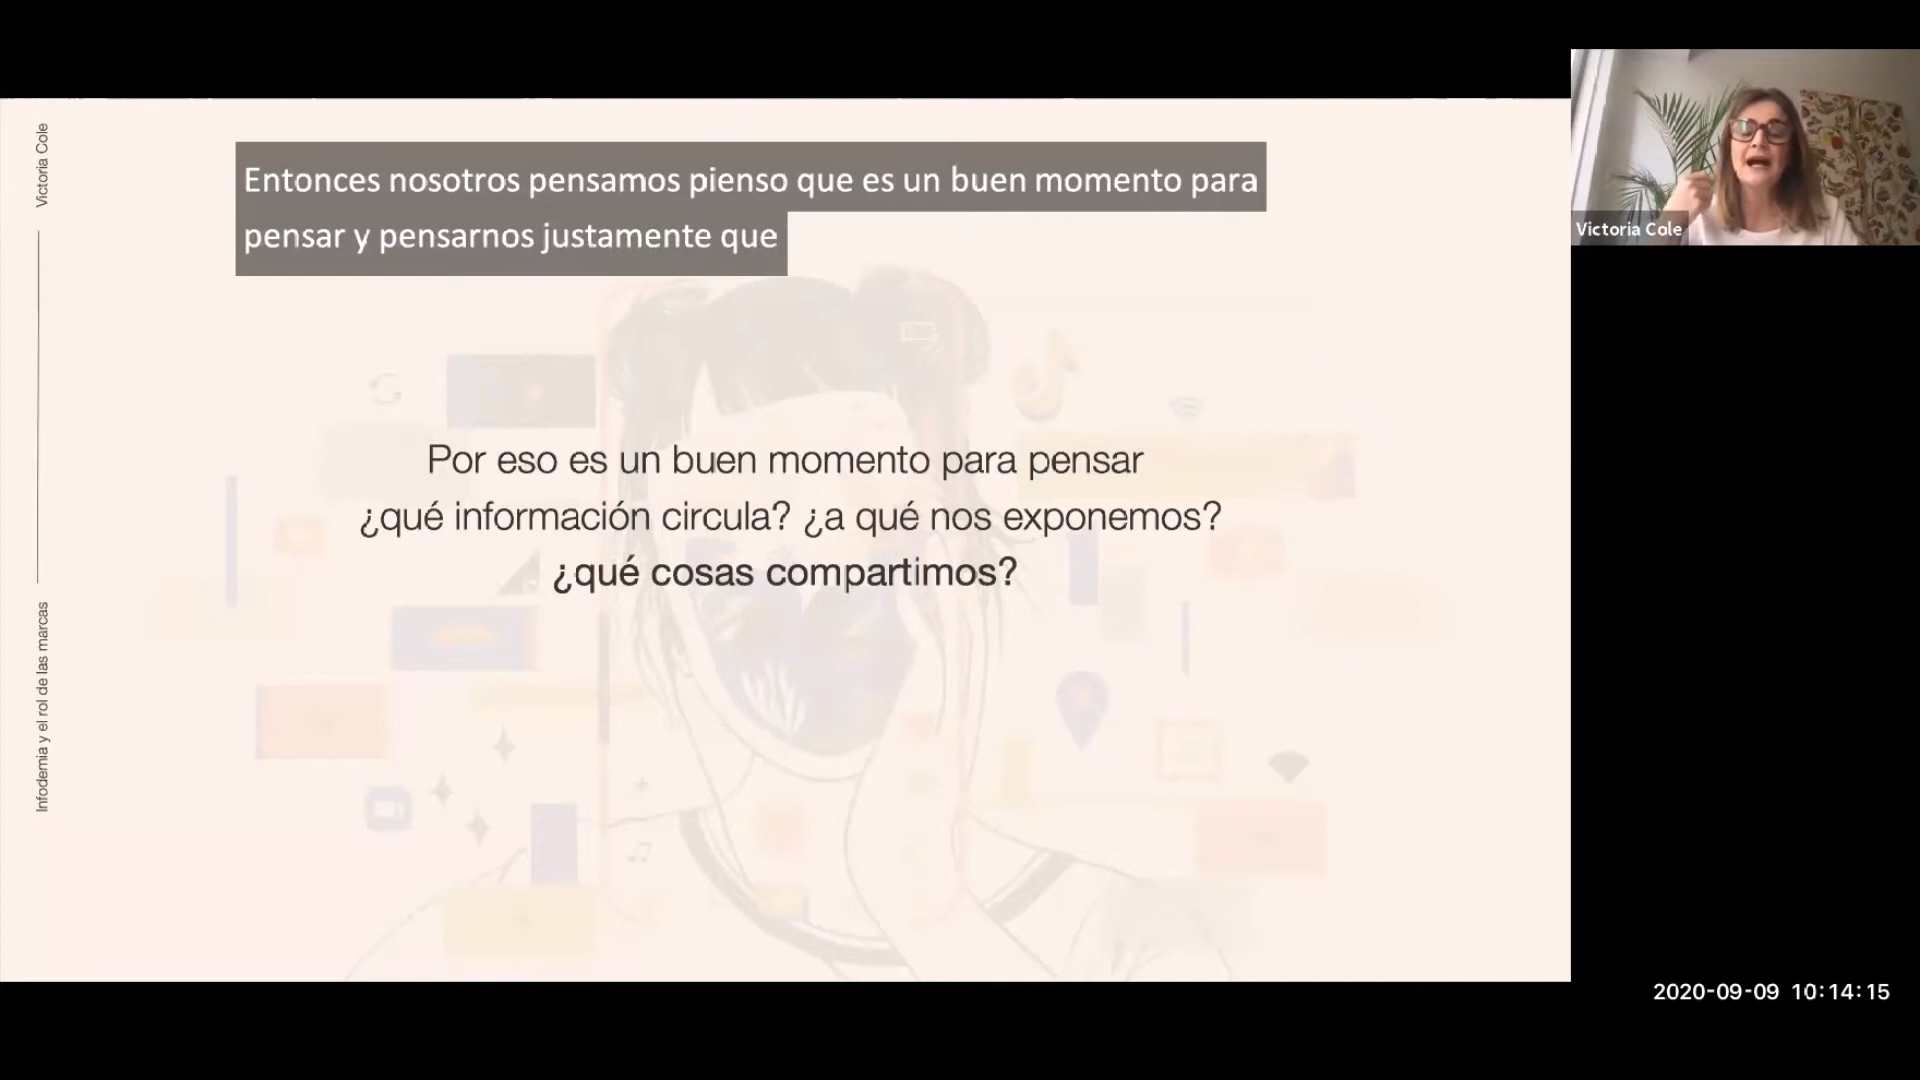 Victoria Cole
Infodemia y el rol de las marcas
Entonces nosotros pensamos pienso que es un buen momento para
pensar y pensarnos justamente que
Por eso es un buen momento para pensar
¿qué información circula? ¿a qué nos exponemos?
¿qué cosas compartimos?
Victoria Cole
2020-09-09 10:14:15